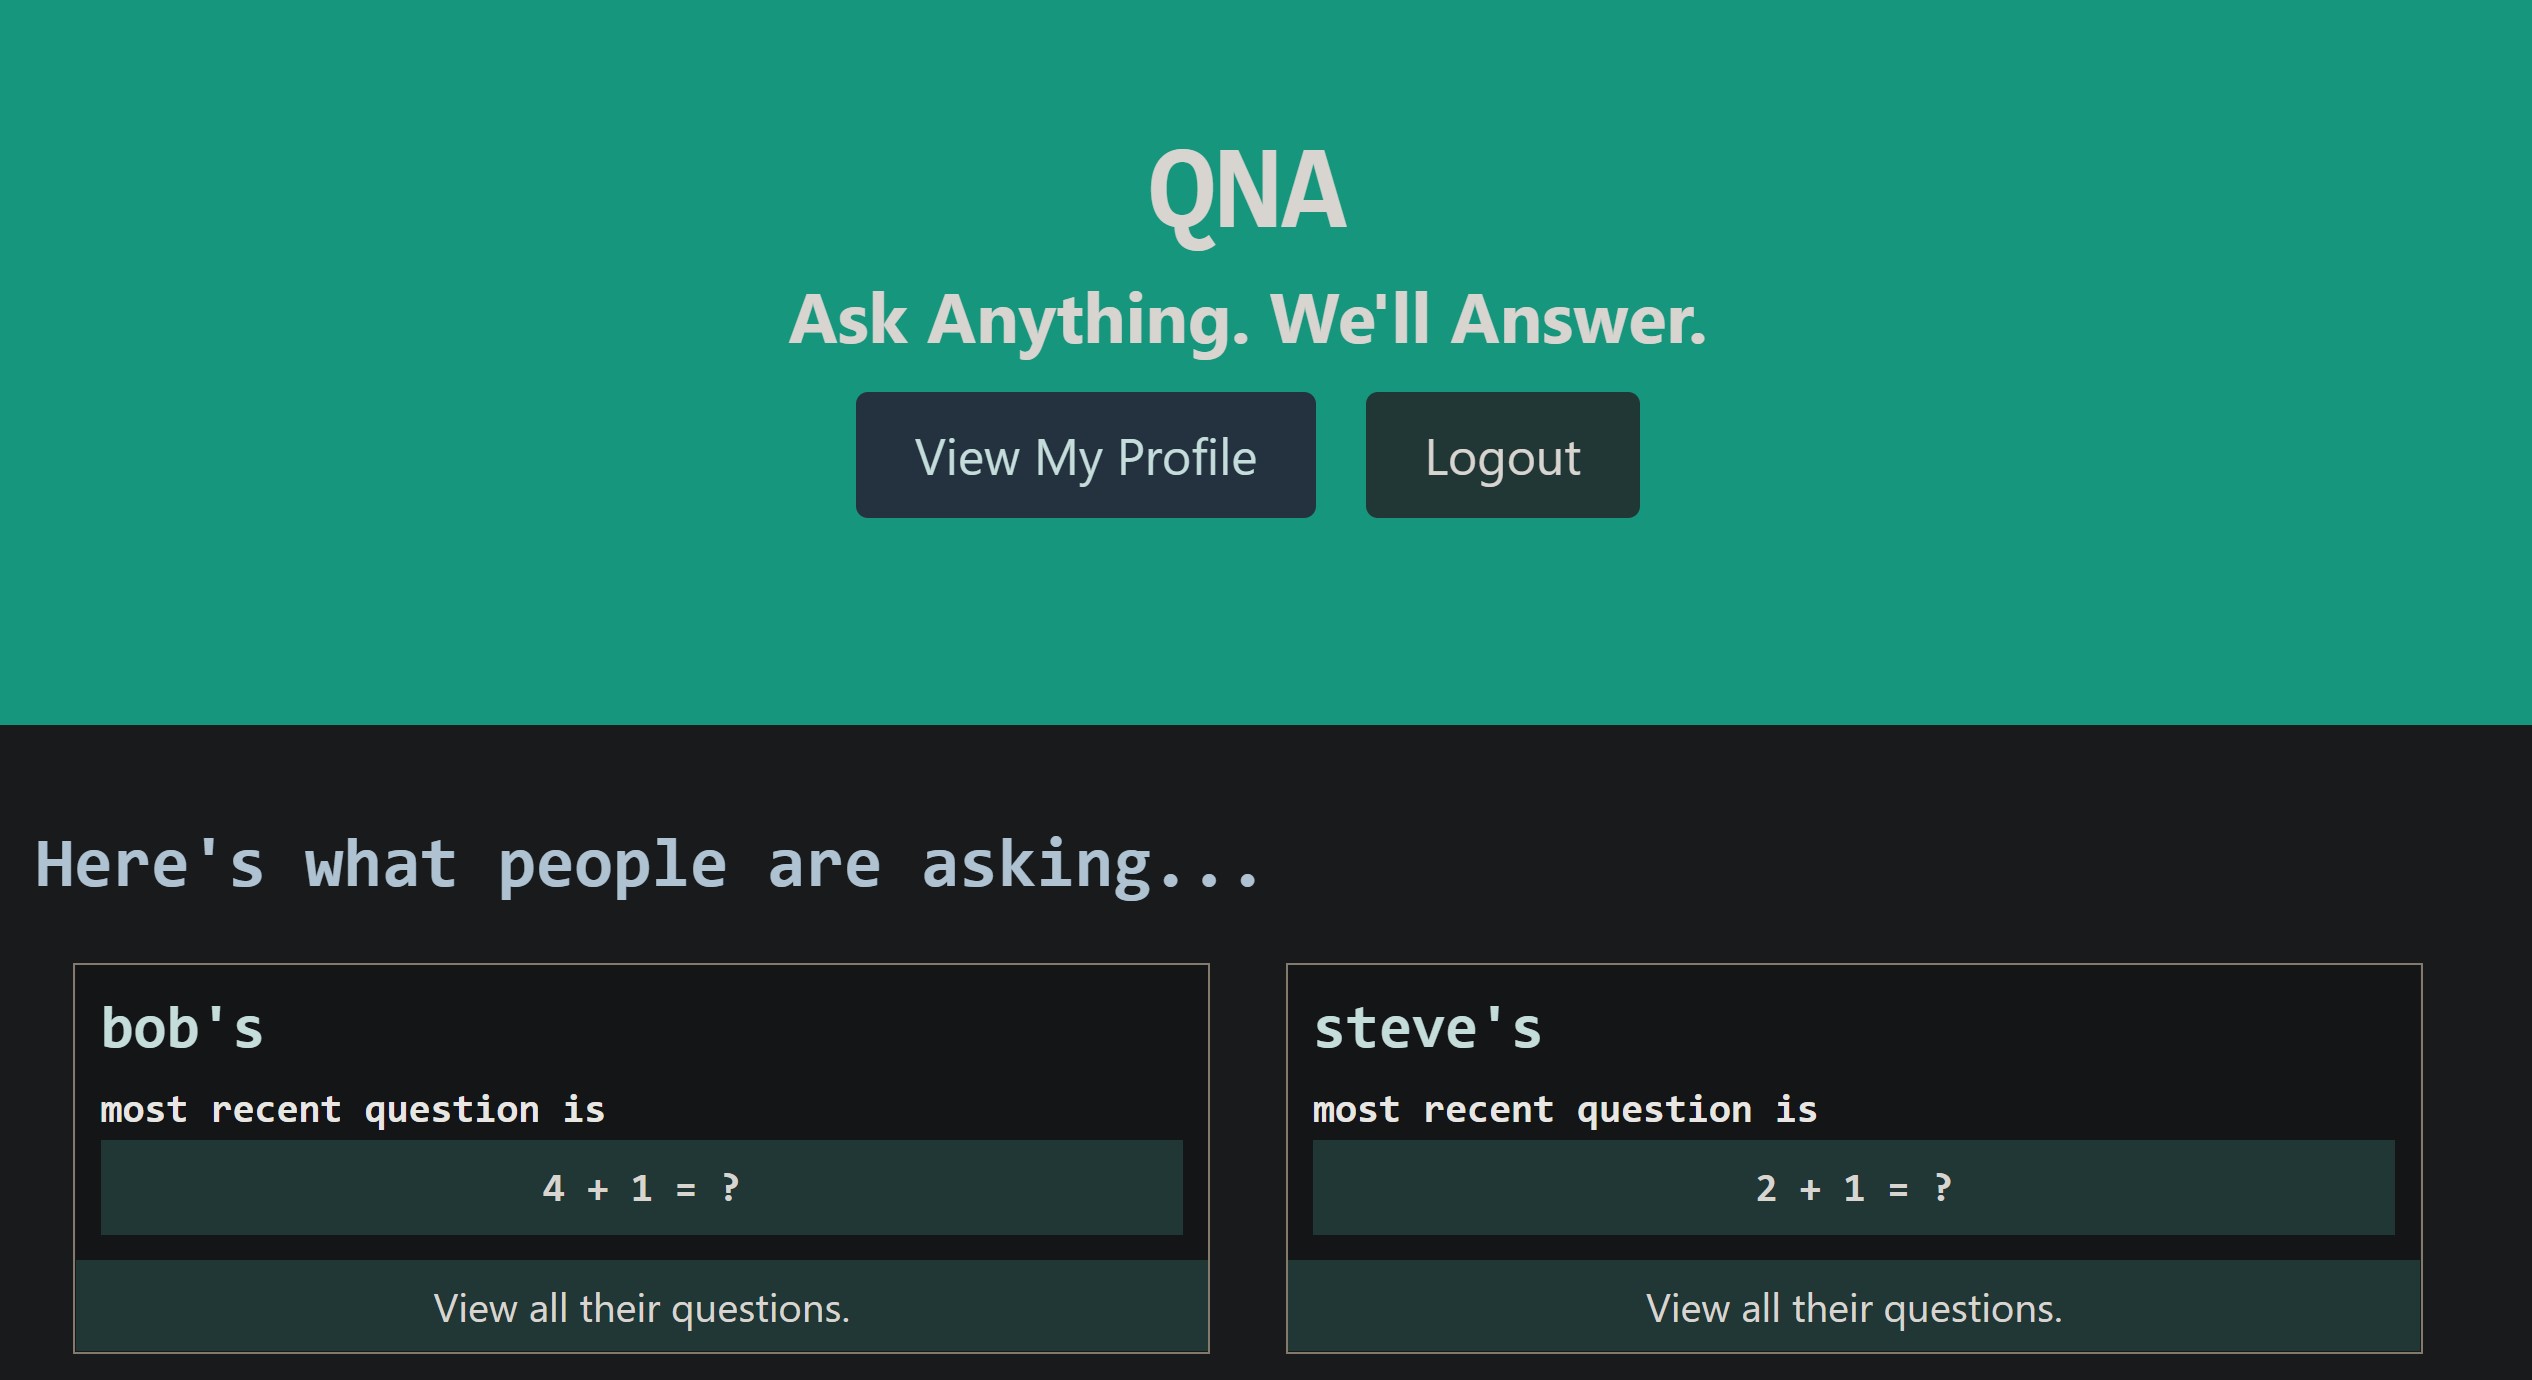 QNA
Ask Anything. We'll Answer.
View My Profile
Logout
Here's what people are asking...
bob's
most recent question is
4 + 1 = ?
View all their questions.
steve's
most recent question is
2 + 1 = ?
View all their questions.